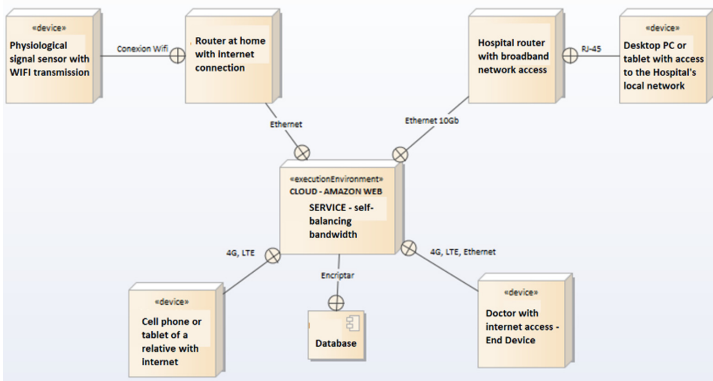 «device»
Physiological
signal sensor with
WIFI transmission
Conexion Wifi
Router at home
with Internet
connection
Hospital router
with broadband
network access
RJ-45
«device»
Desktop PC or
tablet with access
to the Hospital's
local network
Ethernet
Ethernet 10Gb
«executionEnvironment»
CLOUD - AMAZON WEB
SERVICE - self-
balancing
bandwidth
4G, LTE
4G, LTE, Ethernet
Encriptar
«device»
Cell phone or
tablet of a
relative with
Internet
Database
«device»
Doctor with
internet access -
End Device